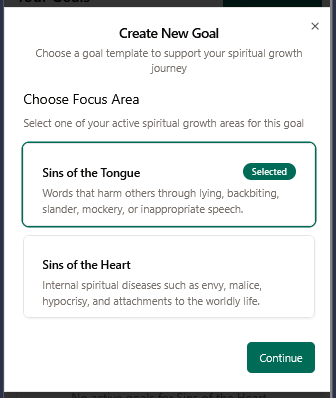 Your Goals
×
Create New Goal
Choose a goal template to support your spiritual growth
journey
Choose Focus Area
Select one of your active spiritual growth areas for this goal
Sins of the Tongue
Selected
Words that harm others through lying, backbiting,
slander, mockery, or inappropriate speech.
Sins of the Heart
Internal spiritual diseases such as envy, malice,
hypocrisy, and attachments to the worldly life.
Continue
No active goals for Sins of the Heart